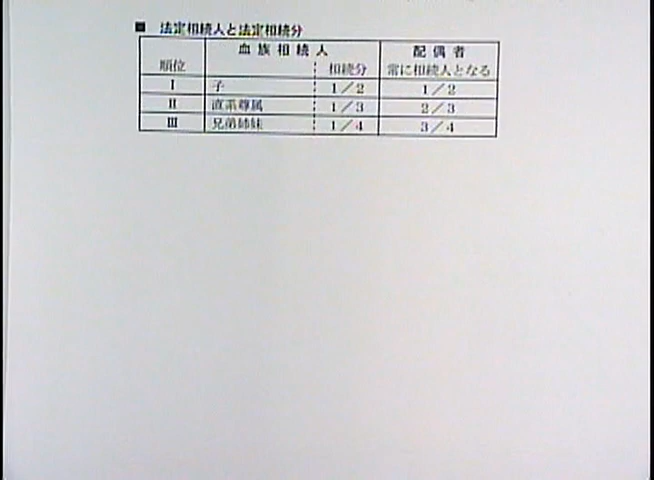 ■ 法定相続人と法定相続分
血族相続人 配偶者
順位 相続分 常に相続人となる
Ⅰ 子 1/2 1/2
Ⅱ 直系尊属 1/3 2/3
Ⅲ 兄弟姉妹 1/4 3/4